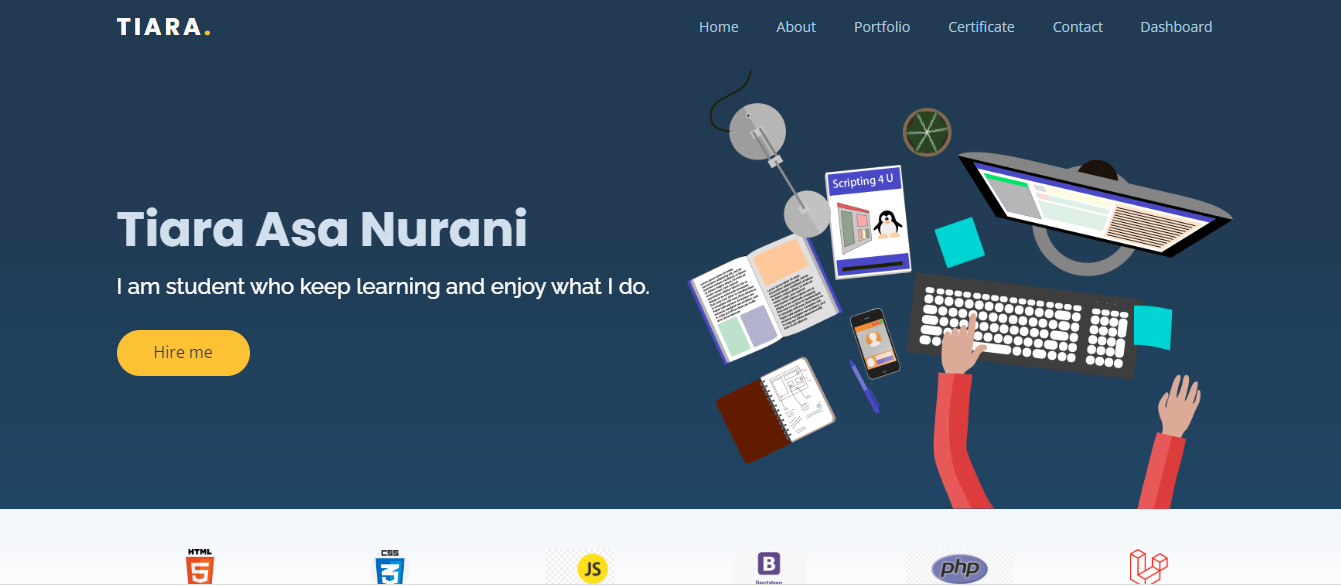 TIARA.
Home About Portfolio Certificate Contact Dashboard
Scripting 4 U
Tiara Asa Nurani
I am student who keep learning and enjoy what I do.
Hire me
HTML
5
CSS
3
JS
B
Bootstrap
php